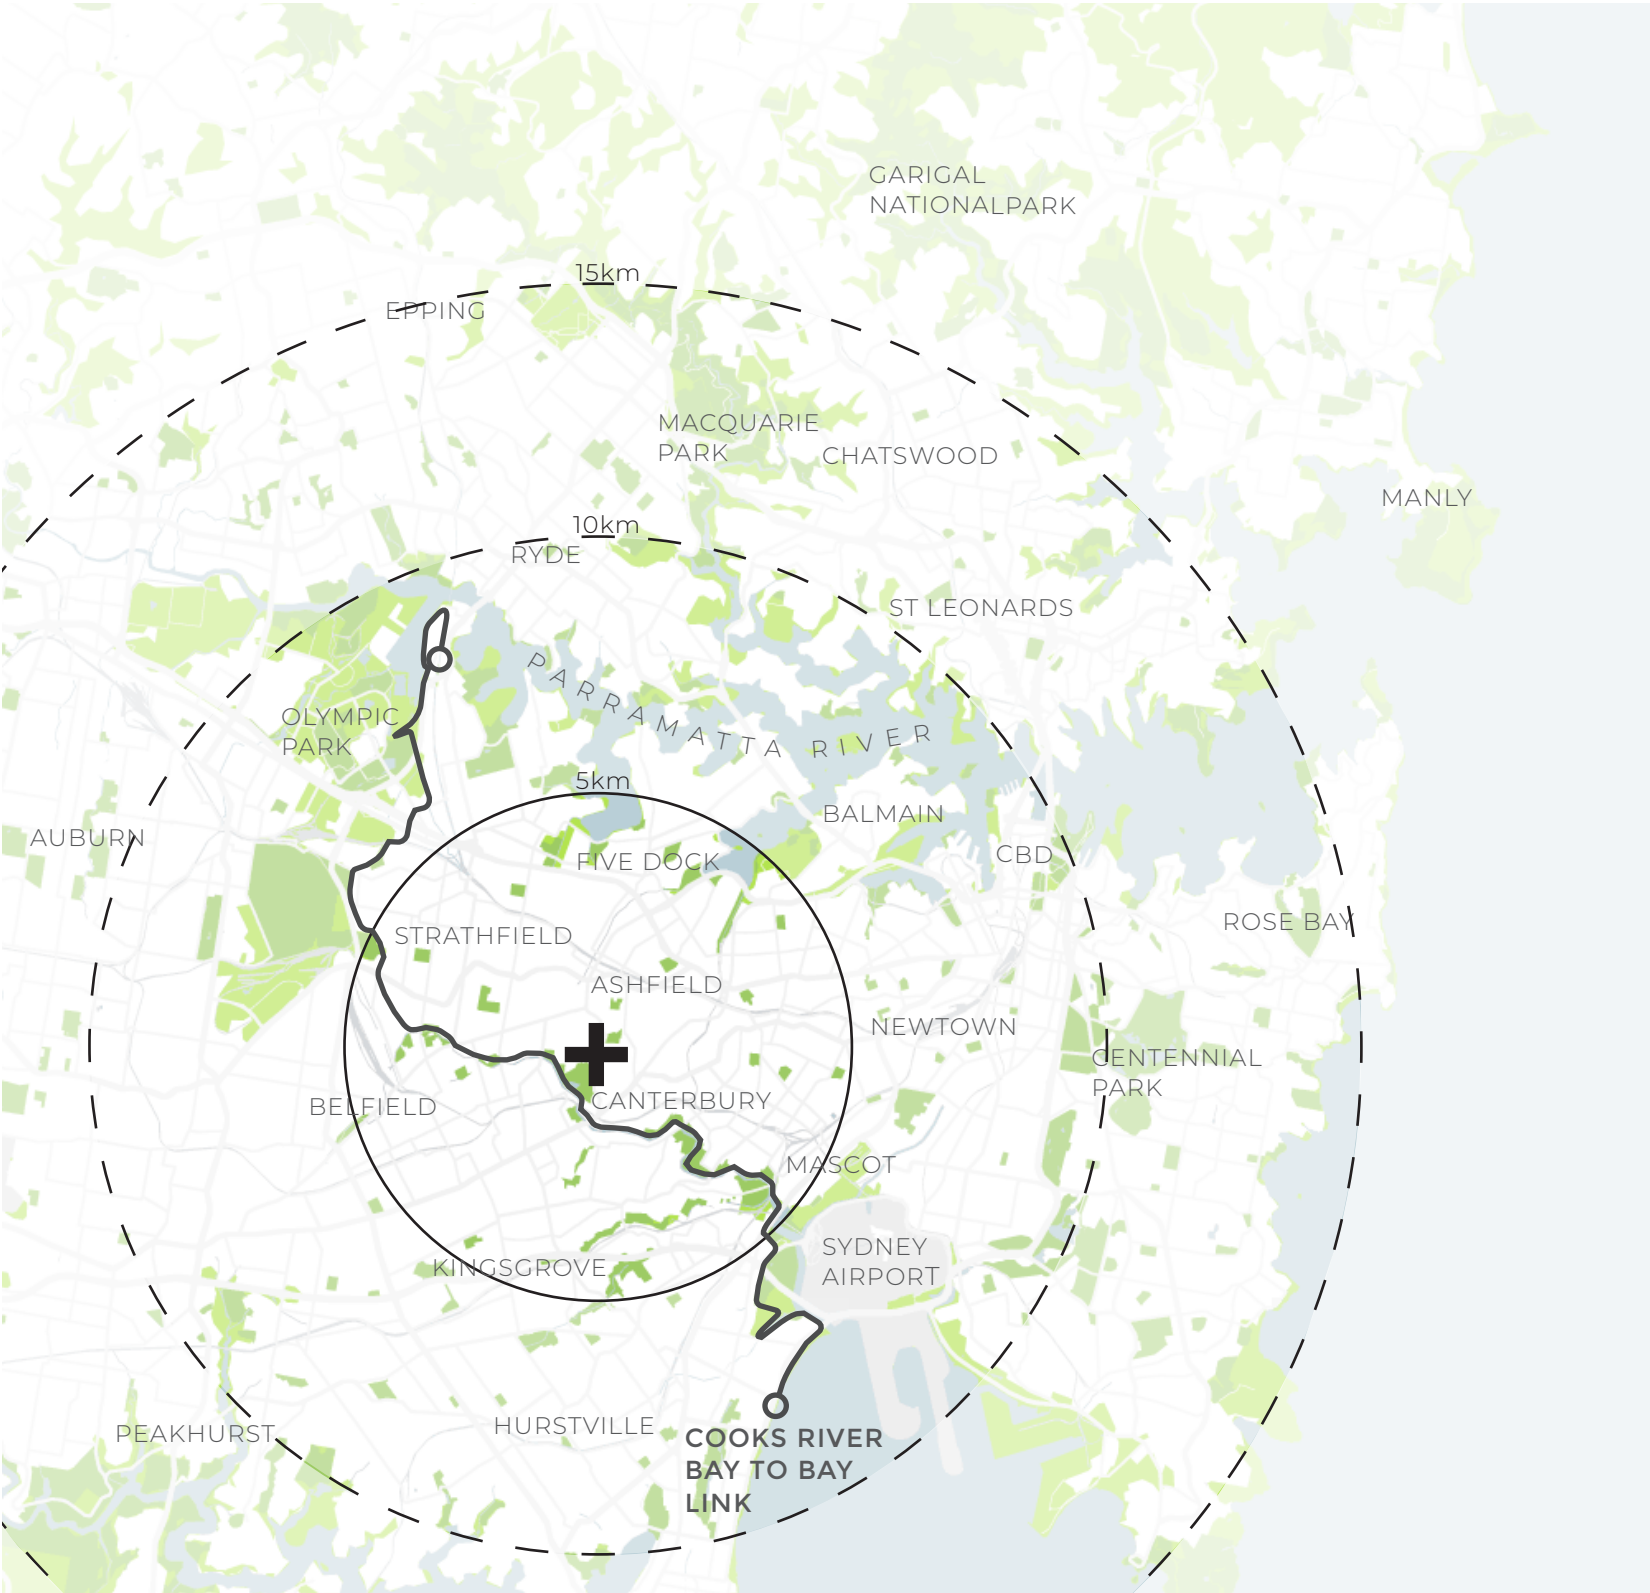 GARIGAL
NATIONALPARK
15km
EPPING
MACQUARIE
PARK
CHATSWOOD
MANLY
10km
RYDE
ST LEONARDS
PARRAMATTA RIVER
OLYMPIC
PARK
5km
BALMAIN
AUBURN
CBD
FIVE DOCK
ROSE BAY
STRATHFIELD
ASHFIELD
NEWTOWN
CENTENNIAL
PARK
BELFIELD
CANTERBURY
MASCOT
SYDNEY
AIRPORT
KINGSGROVE
PEAKHURST
HURSTVILLE
COOKS RIVER
BAY TO BAY
LINK